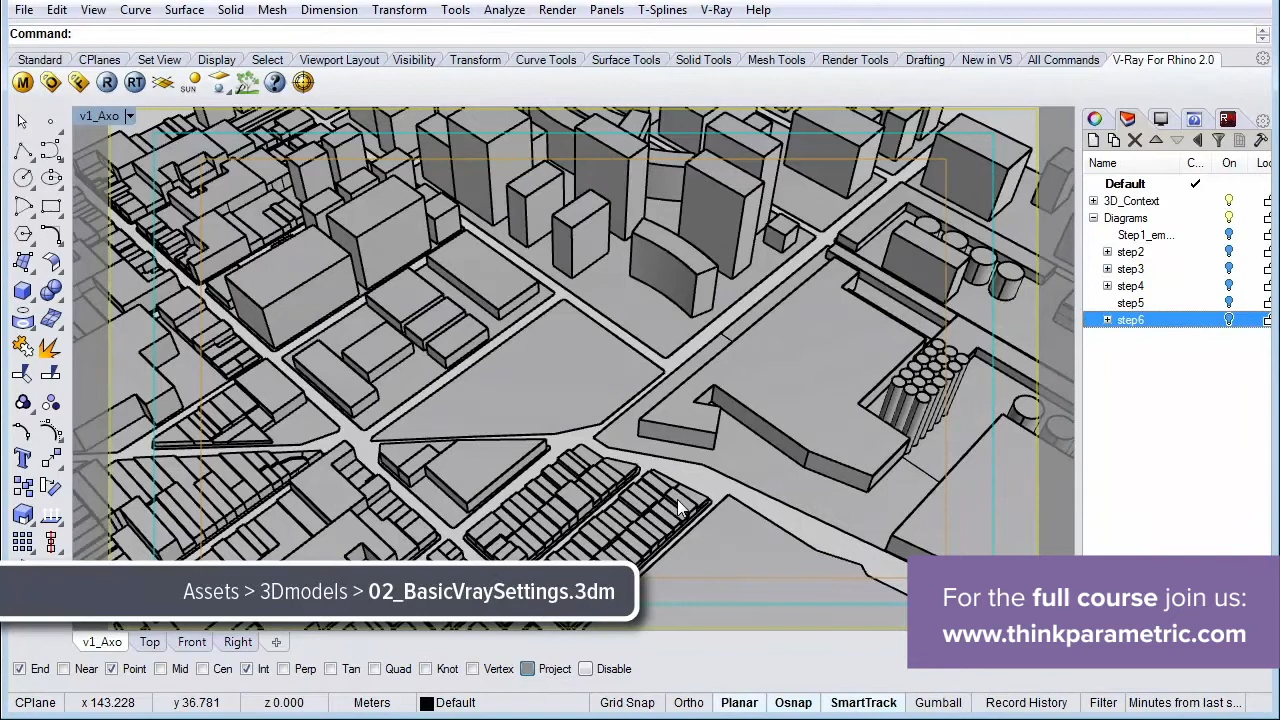 File Edit View Curve Surface Solid Mesh Dimension Transform Tools Analyze Render Panels T-Splines V-Ray Help
Command:
Standard CPlanes Set View Display Select Viewport Layout Visibility Transform Curve Tools Surface Tools Solid Tools Mesh Tools Render Tools Drafting New in V5 All Commands V-Ray For Rhino 2.0
M O F R RT SUN ?
v1_Axo
Name C... On Loc
Default
3D_Context
Diagrams
Step1_em...
step2
step3
step4
step5
step6
Assets > 3Dmodels > 02_BasicVraySettings.3dm
For the full course join us:
www.thinkparametric.com
v1_Axo Top Front Right
End Near Point Mid Cen Int Perp Tan Quad Knot Vertex Project Disable
CPlane x 143.228 y 36.781 z 0.000 Meters Default Grid Snap Ortho Planar Osnap SmartTrack Gumball Record History Filter Minutes from last s...